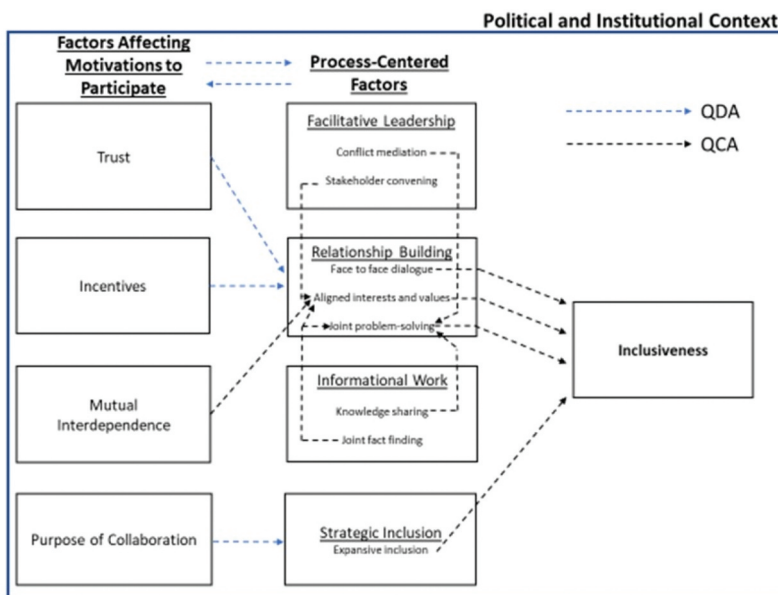 Political and Institutional Context
Factors Affecting
Motivations to
Participate
Process-Centered
Factors
QDA
QCA
Trust
Facilitative Leadership
Conflict mediation
Stakeholder convening
Incentives
Relationship Building
Face to face dialogue
Aligned interests and values
Joint problem-solving
Inclusiveness
Mutual
Interdependence
Informational Work
Knowledge sharing
Joint fact finding
Purpose of Collaboration
Strategic Inclusion
Expansive inclusion